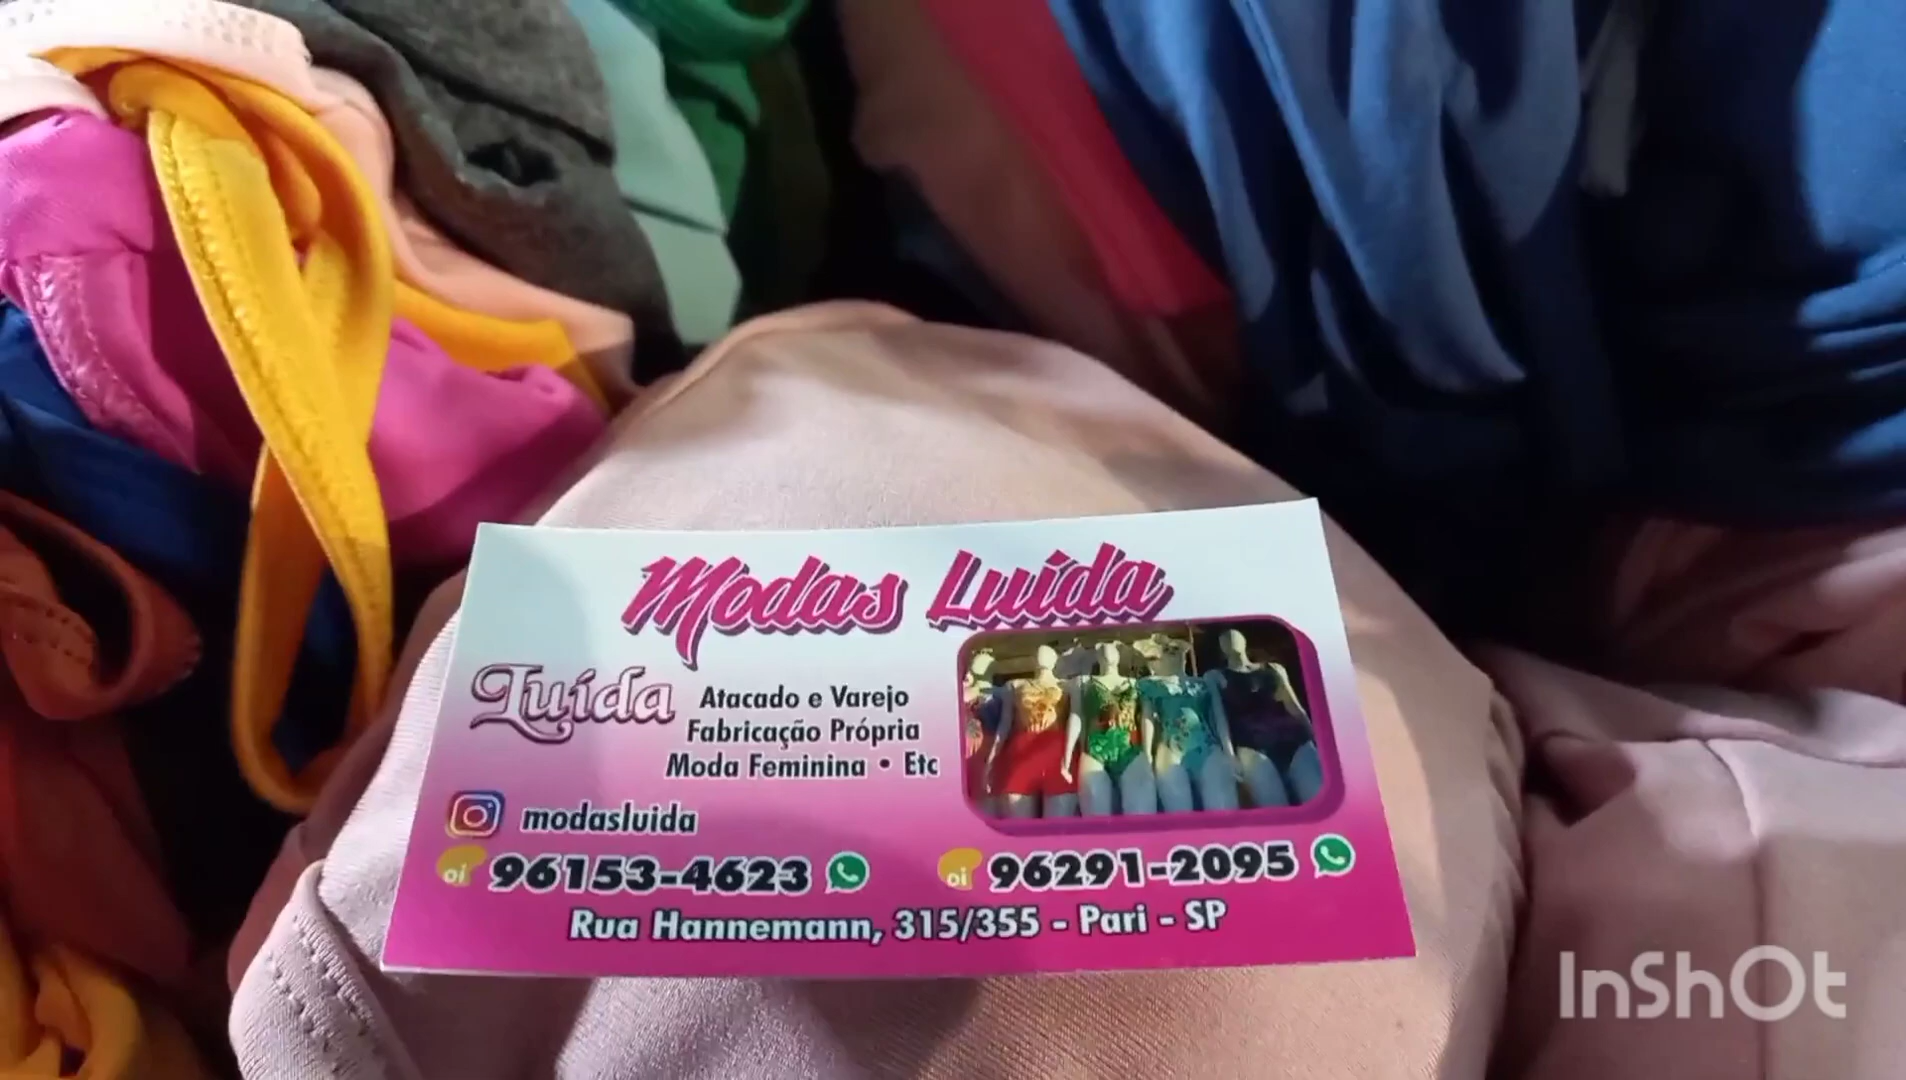 Modas Luída
Luída
Atacado e Varejo
Fabricação Própria
Moda Feminina • Etc
modasluida
oi 96153-4623
oi 96291-2095
Rua Hannemann, 315/355 - Pari - SP
InShOt